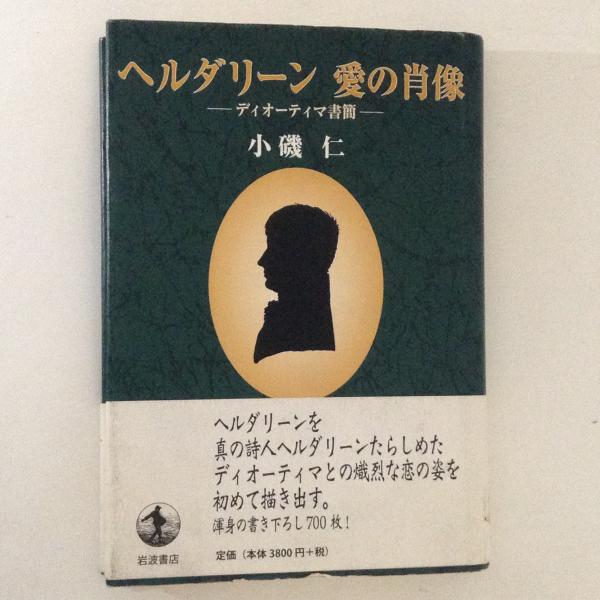 ヘルダリーン 愛の肖像
―ディオーティマ書簡―
小磯 仁
ヘルダリーンを
真の詩人ヘルダリーンたらしめた
ディオーティマとの熾烈な恋の姿を
初めて描き出す。
渾身の書き下ろし700枚!
岩波書店
定価（本体3800円+税）